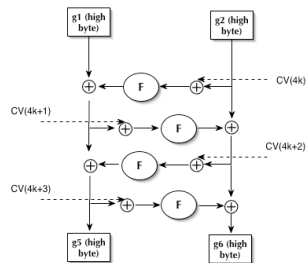 g1 (high
byte)
g2 (high
byte)
F
CV(4k)
CV(4k+1)
F
CV(4k+2)
F
CV(4k+3)
F
g5 (high
byte)
g6 (high
byte)